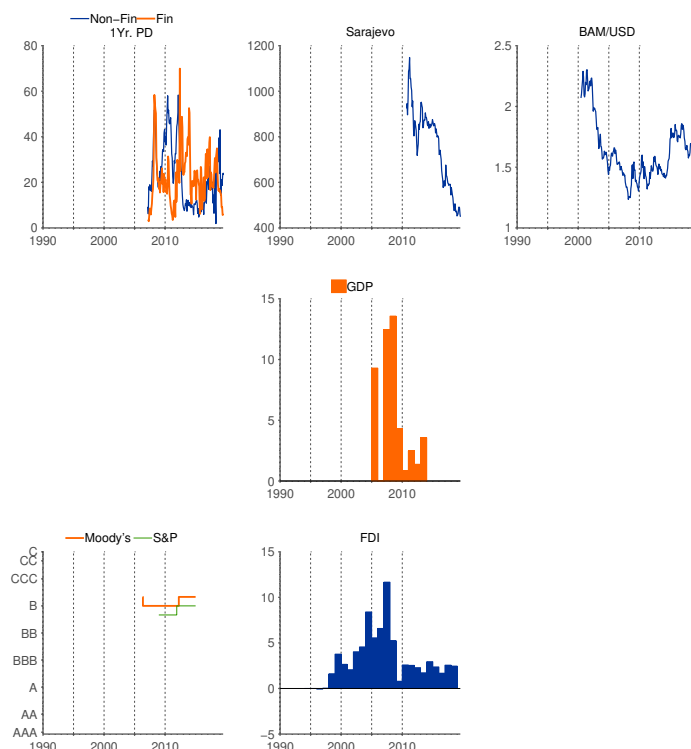 Non−Fin Fin
1Yr. PD
80
60
40
20
0
1990 2000 2010
Sarajevo
1200
1000
800
600
400
1990 2000 2010
BAM/USD
2.5
2
1.5
1
1990 2000 2010
GDP
15
10
5
0
1990 2000 2010
Moody's S&P
C
CC
CCC
B
BB
BBB
A
AA
AAA
1990 2000 2010
FDI
15
10
5
0
−5
1990 2000 2010